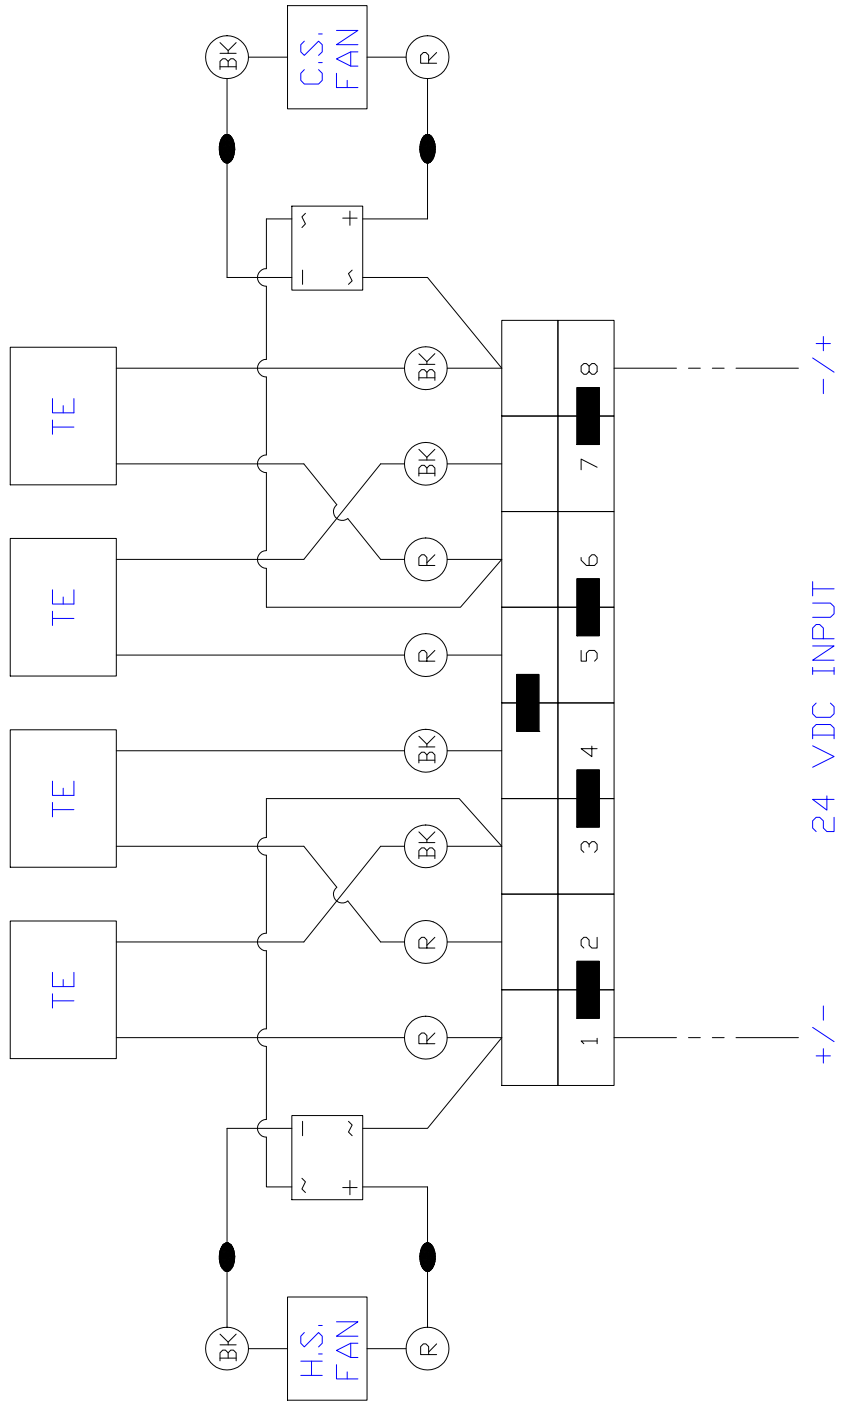 TE
TE
TE
TE
BK
BK
H.S.
FAN
~ −
+ ~
− ~
~ +
C.S.
FAN
R
R
R
BK
BK
R
R
BK
BK
R
1 2 3 4 5 6 7 8
+/-
24 VDC INPUT
-/+